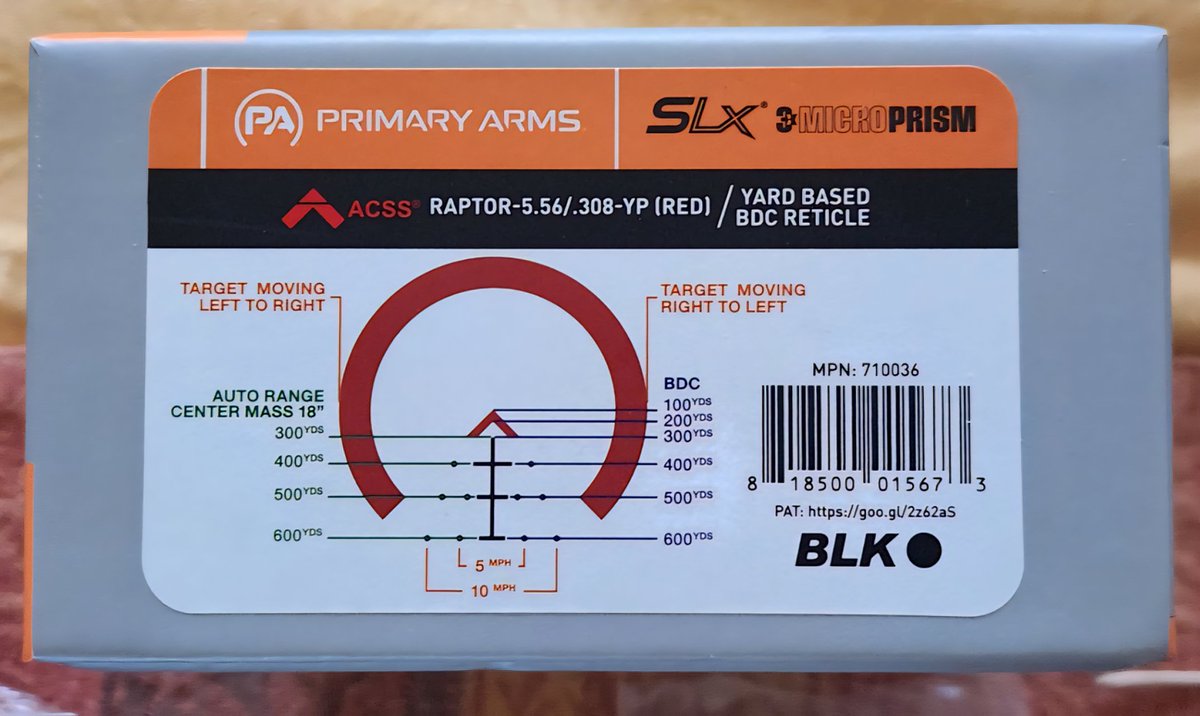 PA PRIMARY ARMS
SLX® 3x MICROPRISM
ACSS® RAPTOR-5.56/.308-YP (RED) / YARD BASED
BDC RETICLE
TARGET MOVING
LEFT TO RIGHT
TARGET MOVING
RIGHT TO LEFT
AUTO RANGE
CENTER MASS 18”
300YDS
400YDS
500YDS
600YDS
BDC
100YDS
200YDS
300YDS
400YDS
500YDS
600YDS
5 MPH
10 MPH
MPN: 710036
8 18500 01567 3
PAT: https://goo.gl/2z62aS
BLK